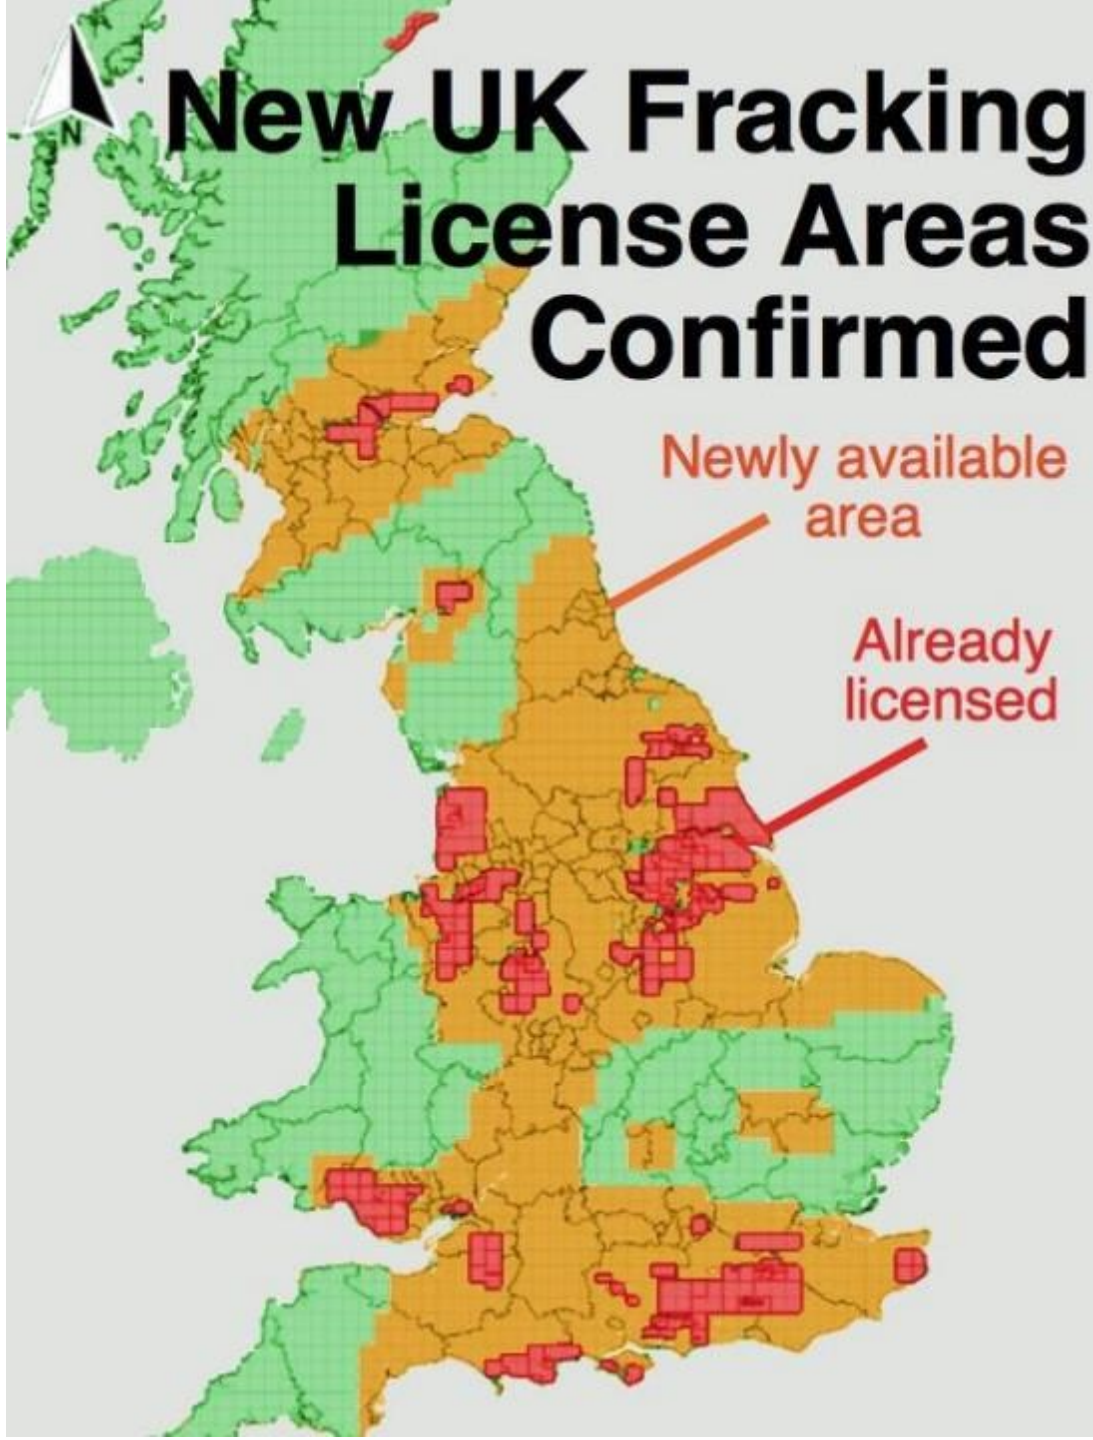 N
New UK Fracking
License Areas
Confirmed
Newly available
area
Already
licensed